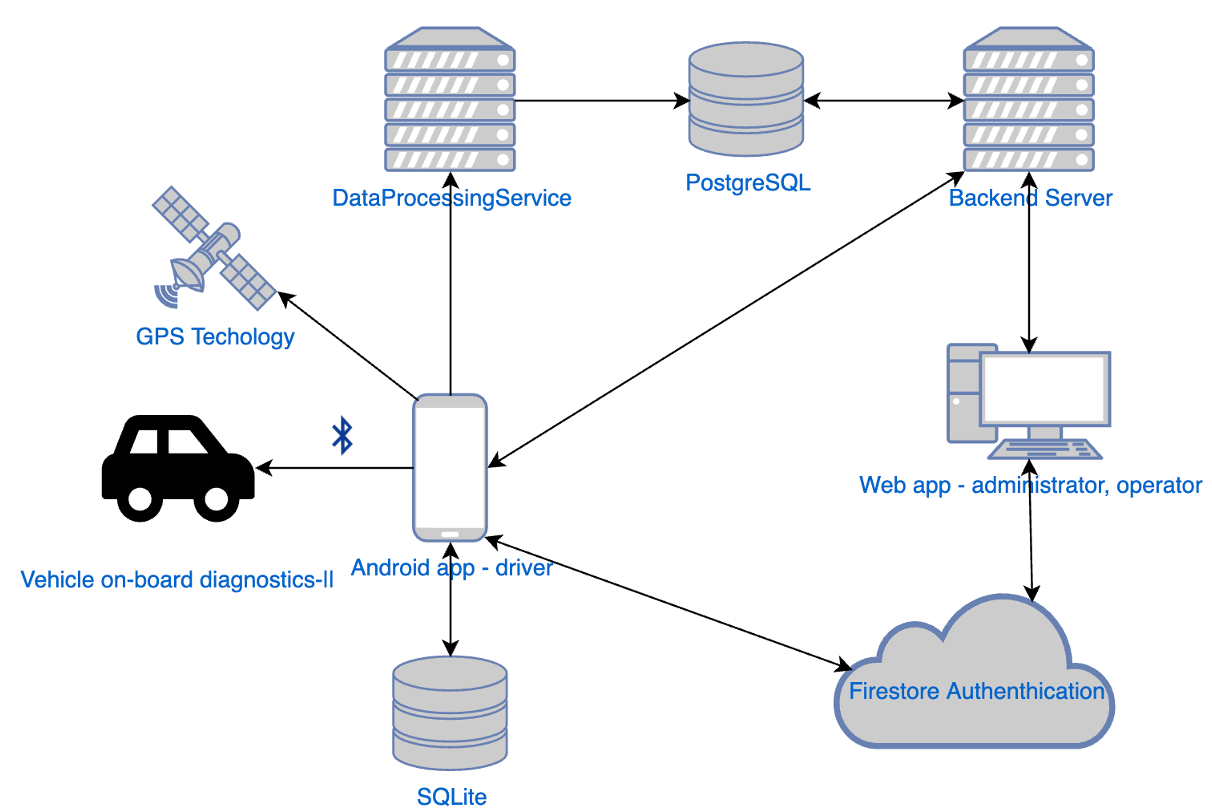 DataProcessingService
PostgreSQL
Backend Server
GPS Techology
Web app - administrator, operator
Vehicle on-board diagnostics-II
Android app - driver
Firestore Authenthication
SQLite